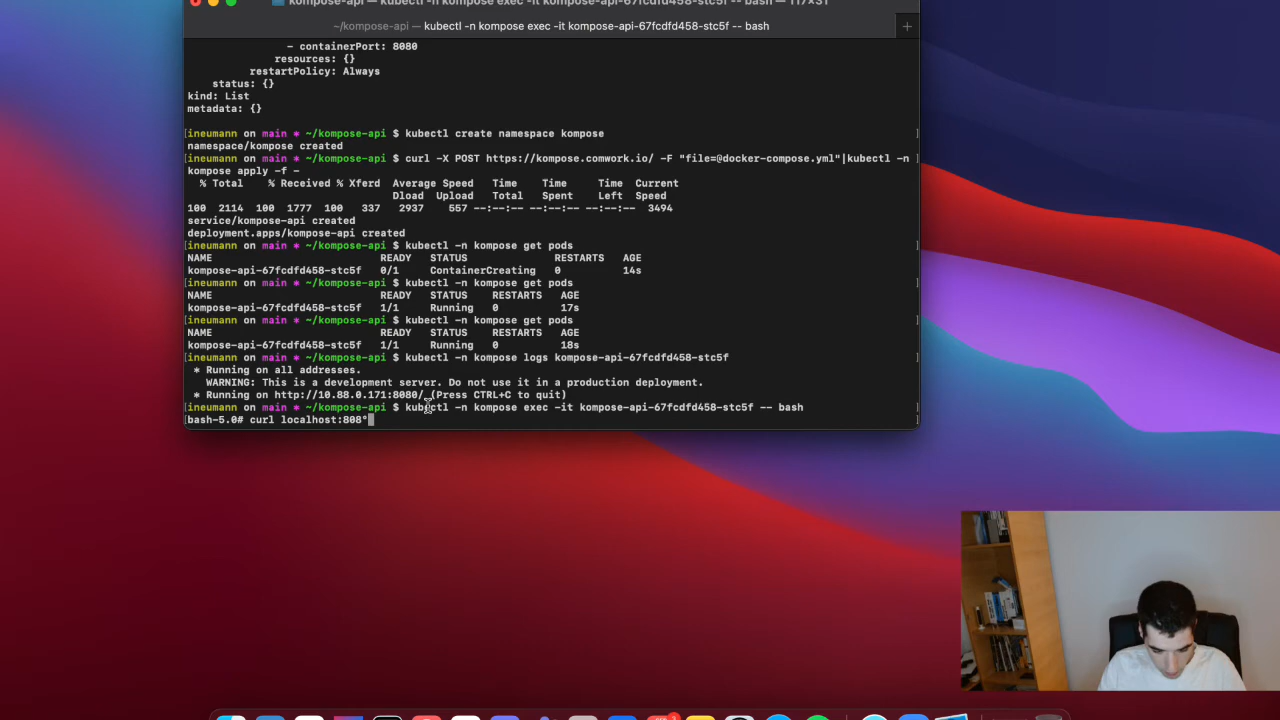 kompose-api — kubectl -n kompose exec -it kompose-api-67fcdfd458-stc5f -- bash — 117×31
~/kompose-api — kubectl -n kompose exec -it kompose-api-67fcdfd458-stc5f -- bash
- containerPort: 8080
resources: {}
restartPolicy: Always
status: {}
kind: List
metadata: {}
[ineumann on main * ~/kompose-api $ kubectl create namespace kompose ]
namespace/kompose created
[ineumann on main * ~/kompose-api $ curl -X POST https://kompose.comwork.io/ -F "file=@docker-compose.yml"|kubectl -n ]
kompose apply -f -
% Total % Received % Xferd Average Speed Time Time Time Current
Dload Upload Total Spent Left Speed
100 2114 100 1777 100 337 2937 557 --:--:-- --:--:-- --:--:-- 3494
service/kompose-api created
deployment.apps/kompose-api created
[ineumann on main * ~/kompose-api $ kubectl -n kompose get pods ]
NAME READY STATUS RESTARTS AGE
kompose-api-67fcdfd458-stc5f 0/1 ContainerCreating 0 14s
[ineumann on main * ~/kompose-api $ kubectl -n kompose get pods ]
NAME READY STATUS RESTARTS AGE
kompose-api-67fcdfd458-stc5f 1/1 Running 0 17s
[ineumann on main * ~/kompose-api $ kubectl -n kompose get pods ]
NAME READY STATUS RESTARTS AGE
kompose-api-67fcdfd458-stc5f 1/1 Running 0 18s
[ineumann on main * ~/kompose-api $ kubectl -n kompose logs kompose-api-67fcdfd458-stc5f ]
* Running on all addresses.
WARNING: This is a development server. Do not use it in a production deployment.
* Running on http://10.88.0.171:8080/ (Press CTRL+C to quit)
[ineumann on main * ~/kompose-api $ kubectl -n kompose exec -it kompose-api-67fcdfd458-stc5f -- bash ]
[bash-5.0# curl localhost:808° ]